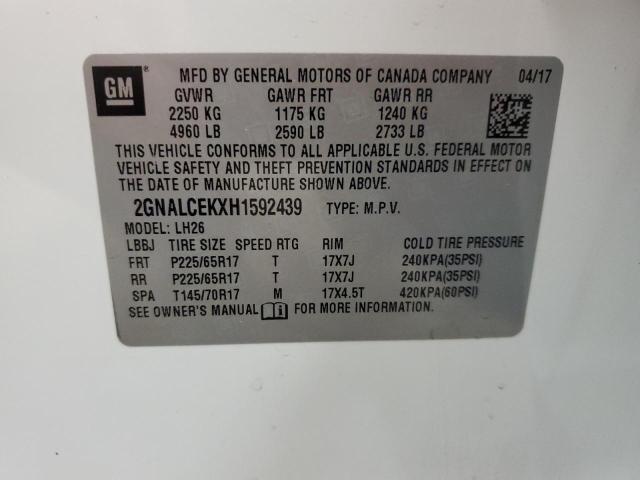 GM ® MFD BY GENERAL MOTORS OF CANADA COMPANY 04/17
GVWR GAWR FRT GAWR RR
2250 KG 1175 KG 1240 KG
4960 LB 2590 LB 2733 LB
THIS VEHICLE CONFORMS TO ALL APPLICABLE U.S. FEDERAL MOTOR
VEHICLE SAFETY AND THEFT PREVENTION STANDARDS IN EFFECT ON
THE DATE OF MANUFACTURE SHOWN ABOVE.
2GNALCEKXH1592439 TYPE: M.P.V.
MODEL: LH26
LBBJ TIRE SIZE SPEED RTG RIM COLD TIRE PRESSURE
FRT P225/65R17 T 17X7J 240KPA(35PSI)
RR P225/65R17 T 17X7J 240KPA(35PSI)
SPA T145/70R17 M 17X4.5T 420KPA(60PSI)
SEE OWNER'S MANUAL FOR MORE INFORMATION.